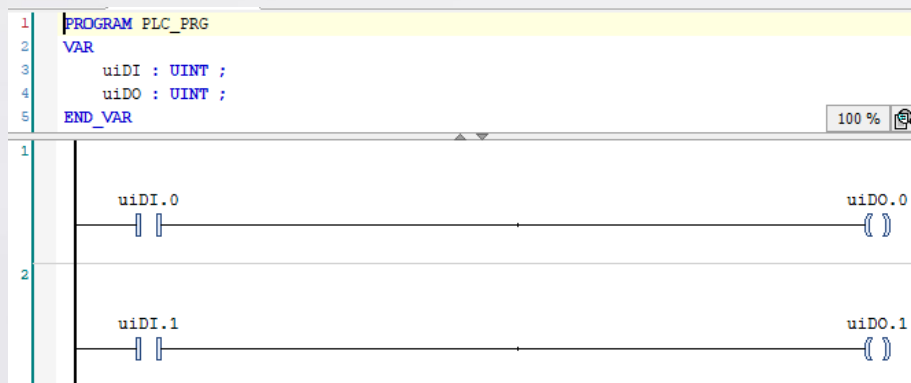 1 PROGRAM PLC_PRG
2 VAR
3 uiDI : UINT ;
4 uiDO : UINT ;
5 END_VAR
100 %
1
uiDI.0 uiDO.0
2
uiDI.1 uiDO.1